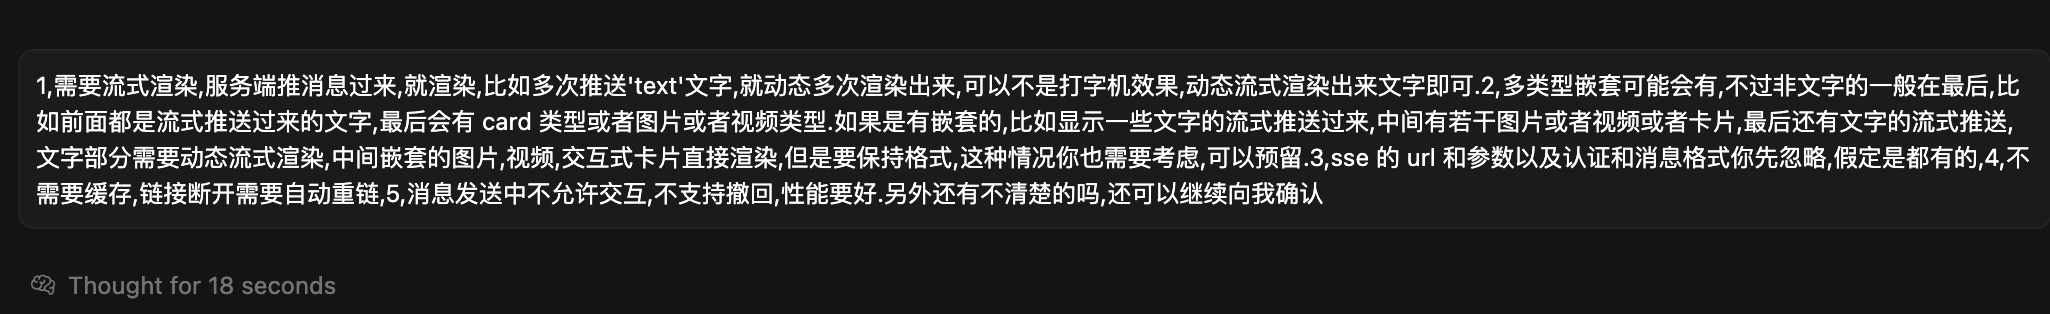 1,需要流式渲染,服务端推消息过来,就渲染,比如多次推送'text'文字,就动态多次渲染出来,可以不是打字机效果,动态流式渲染出来文字即可.2,多类型嵌套可能会有,不过非文字的一般在最后,比
如前面都是流式推送过来的文字,最后会有 card 类型或者图片或者视频类型.如果是有嵌套的,比如显示一些文字的流式推送过来,中间有若干图片或者视频或者卡片,最后还有文字的流式推送,
文字部分需要动态流式渲染,中间嵌套的图片,视频,交互式卡片直接渲染,但是要保持格式,这种情况你也需要考虑,可以预留.3,sse 的 url 和参数以及认证和消息格式你先忽略,假定是都有的,4,不
需要缓存,链接断开需要自动重链,5,消息发送中不允许交互,不支持撤回,性能要好.另外还有不清楚的吗,还可以继续向我确认
Thought for 18 seconds